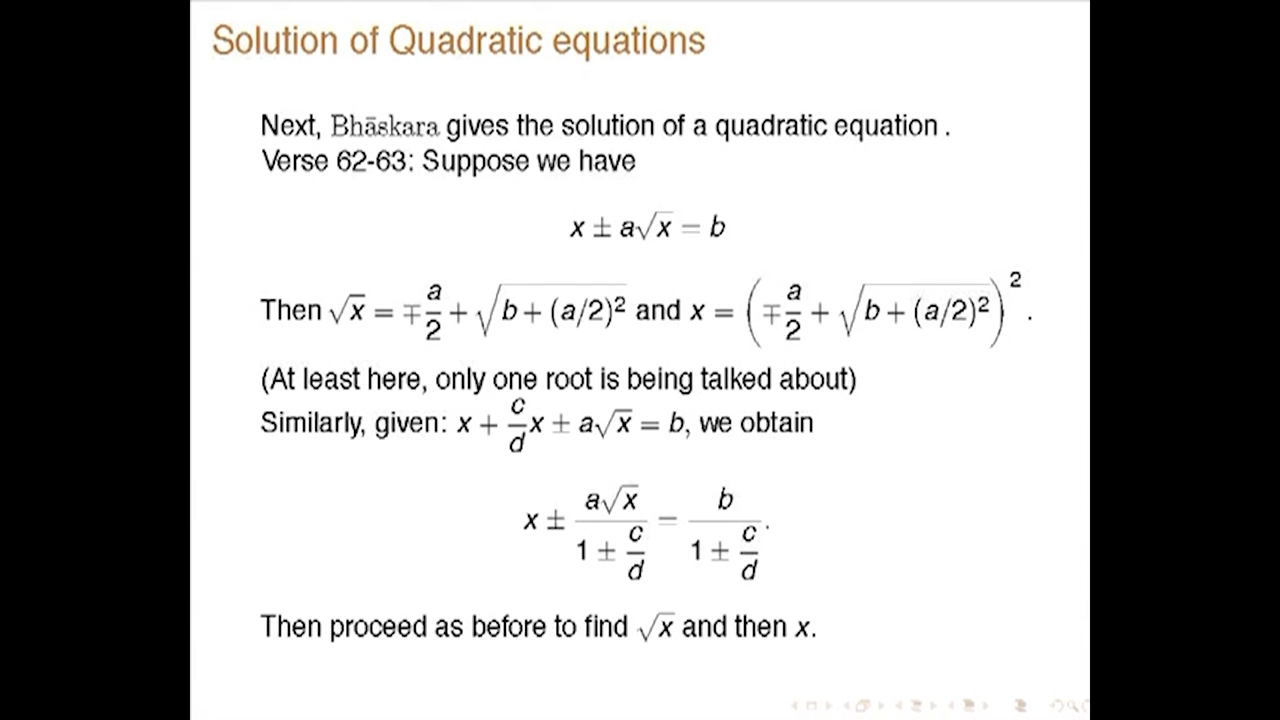 Solution of Quadratic equations
Next, Bhāskara gives the solution of a quadratic equation .
Verse 62-63: Suppose we have
x ± a√x = b
Then √x = ∓a/2 + √(b + (a/2)²) and x = (∓a/2 + √(b + (a/2)²))² .
(At least here, only one root is being talked about)
Similarly, given: x + c/d x ± a√x = b, we obtain
x ± a√x/(1 ± c/d) = b/(1 ± c/d).
Then proceed as before to find √x and then x.